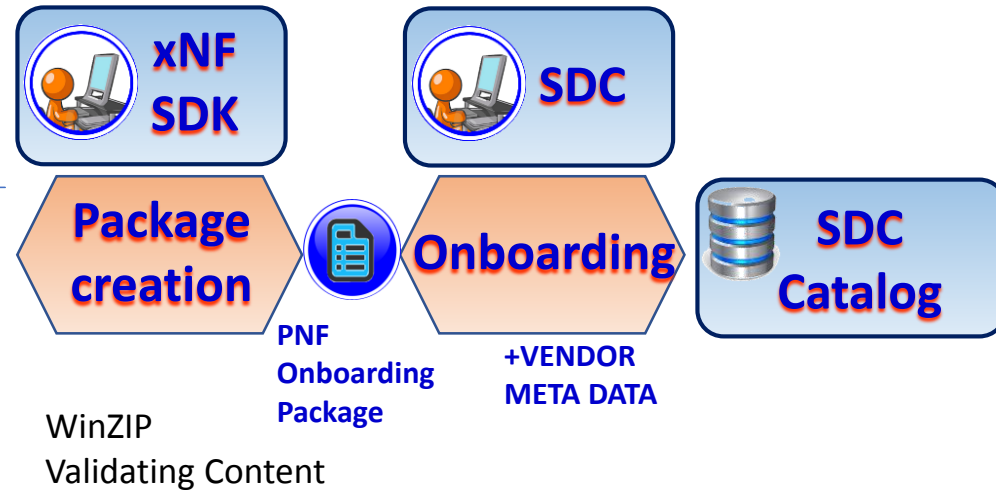 xNF
SDK
SDC
Package
creation
Onboarding
SDC
Catalog
PNF
Onboarding
Package
+VENDOR
META DATA
WinZIP
Validating Content